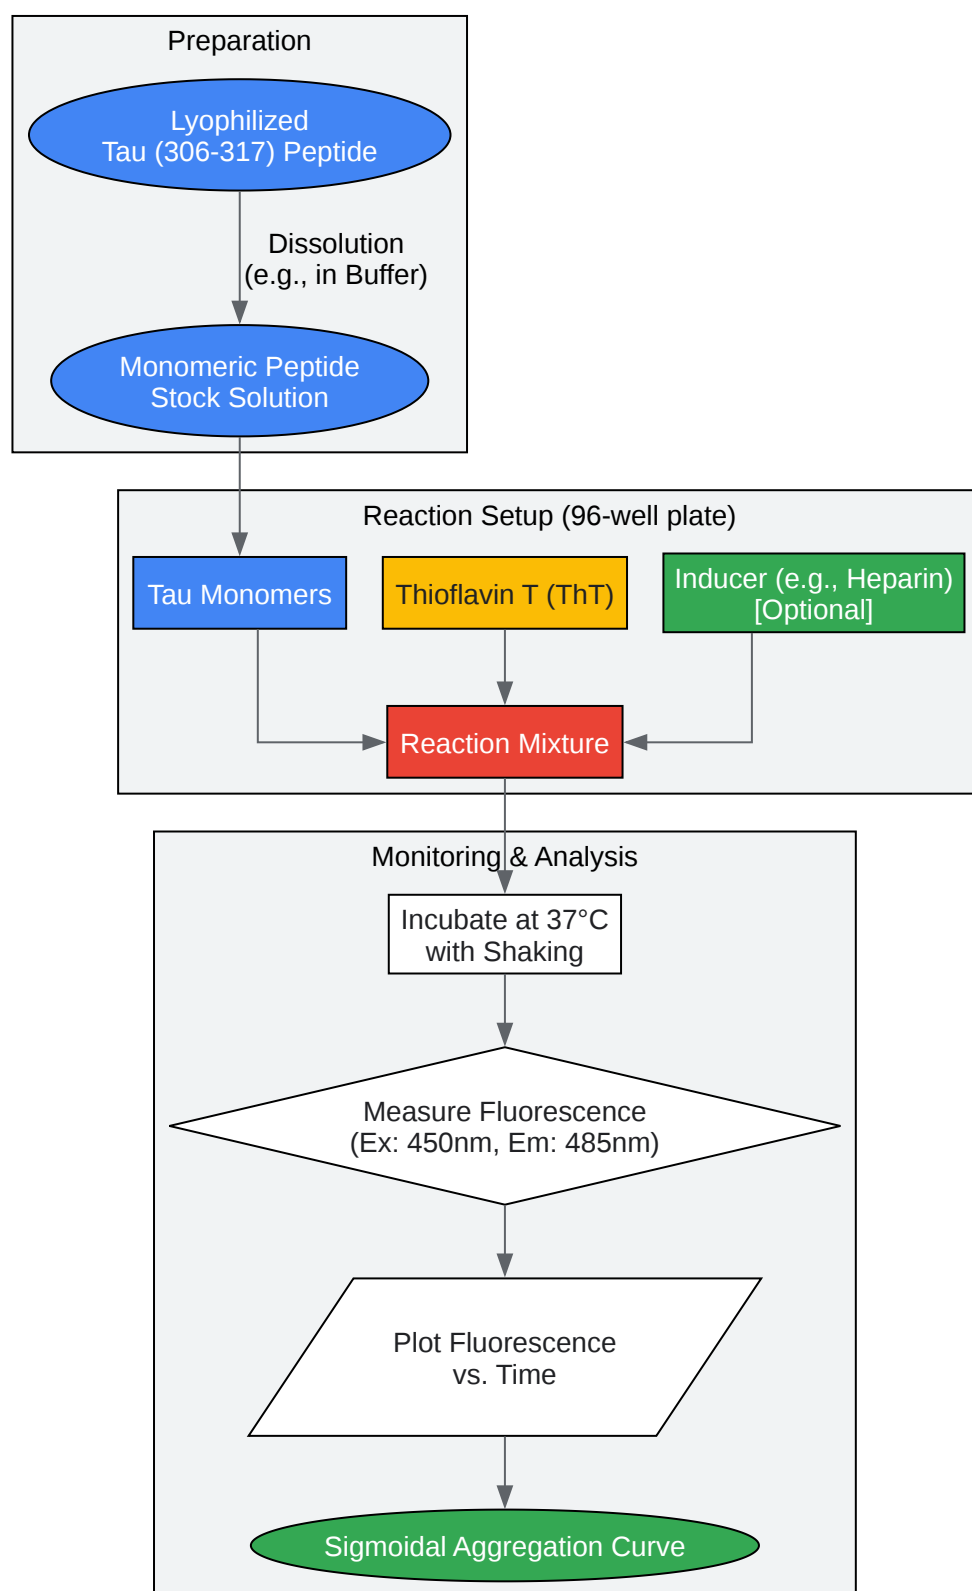 Preparation
Lyophilized
Tau (306-317) Peptide
Dissolution
(e.g., in Buffer)
Monomeric Peptide
Stock Solution
Reaction Setup (96-well plate)
Tau Monomers
Thioflavin T (ThT)
Inducer (e.g., Heparin)
[Optional]
Reaction Mixture
Monitoring & Analysis
Incubate at 37°C
with Shaking
Measure Fluorescence
(Ex: 450nm, Em: 485nm)
Plot Fluorescence
vs. Time
Sigmoidal Aggregation Curve